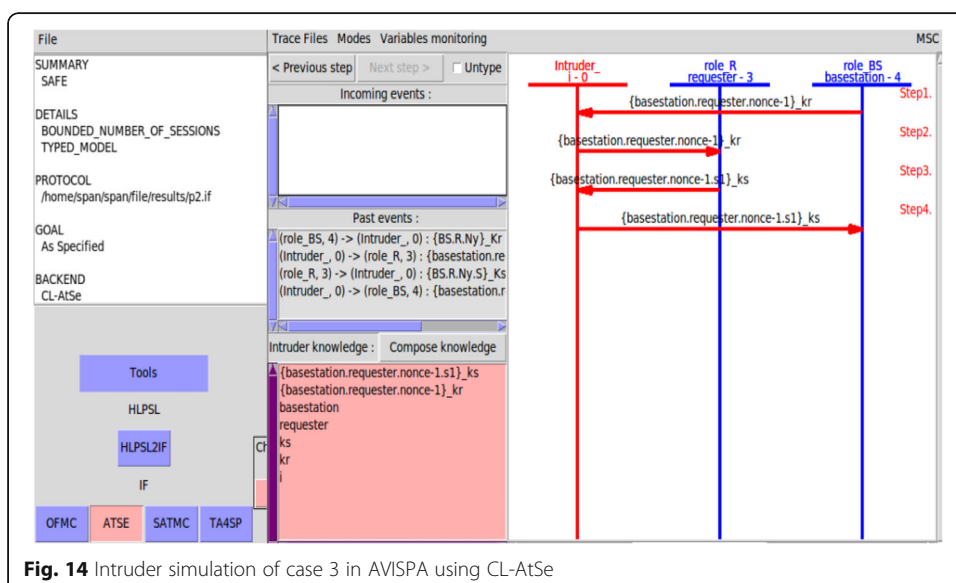 File
SUMMARY
SAFE
DETAILS
BOUNDED_NUMBER_OF_SESSIONS
TYPED_MODEL
PROTOCOL
/home/span/span/file/results/p2.if
GOAL
As Specified
BACKEND
CL-AtSe
Tools
HLPSL
HLPSL2IF
IF
OFMC ATSE SATMC TA4SP
Ch
Trace Files Modes Variables monitoring MSC
< Previous step Next step > Untype
Incoming events :
Past events :
(role_BS, 4) -> (Intruder_, 0) : {BS.R.Ny}_Kr
(Intruder_, 0) -> (role_R, 3) : {basestation.re
(role_R, 3) -> (Intruder_, 0) : {BS.R.Ny.S}_Ks
(Intruder_, 0) -> (role_BS, 4) : {basestation.r
Intruder knowledge : Compose knowledge
{basestation.requester.nonce-1.s1}_ks
{basestation.requester.nonce-1}_kr
basestation
requester
ks
kr
i
Intruder_ role_R role_BS
i - 0 requester - 3 basestation - 4
Step1.
{basestation.requester.nonce-1}_kr
Step2.
{basestation.requester.nonce-1}_kr
Step3.
{basestation.requester.nonce-1.s1}_ks
Step4.
{basestation.requester.nonce-1.s1}_ks
Fig. 14 Intruder simulation of case 3 in AVISPA using CL-AtSe